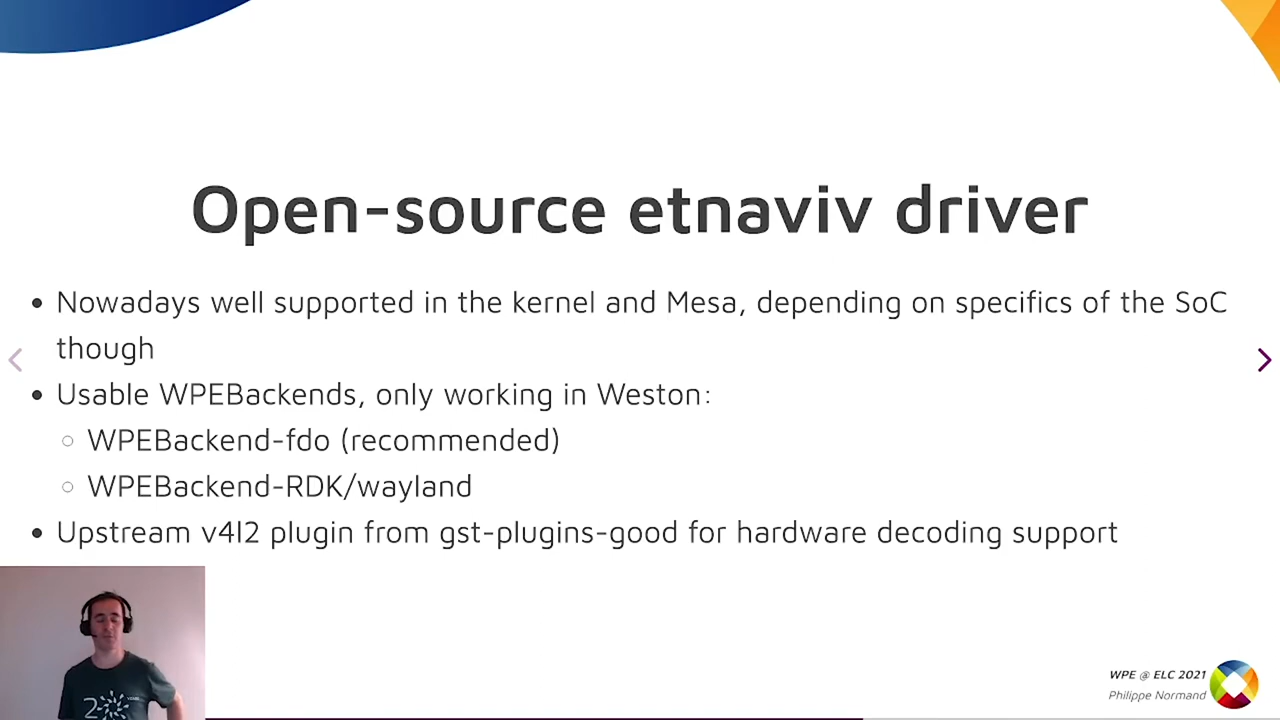 Open-source etnaviv driver
• Nowadays well supported in the kernel and Mesa, depending on specifics of the SoC
though
• Usable WPEBackends, only working in Weston:
○ WPEBackend-fdo (recommended)
○ WPEBackend-RDK/wayland
• Upstream v4l2 plugin from gst-plugins-good for hardware decoding support
20
WPE @ ELC 2021
Philippe Normand